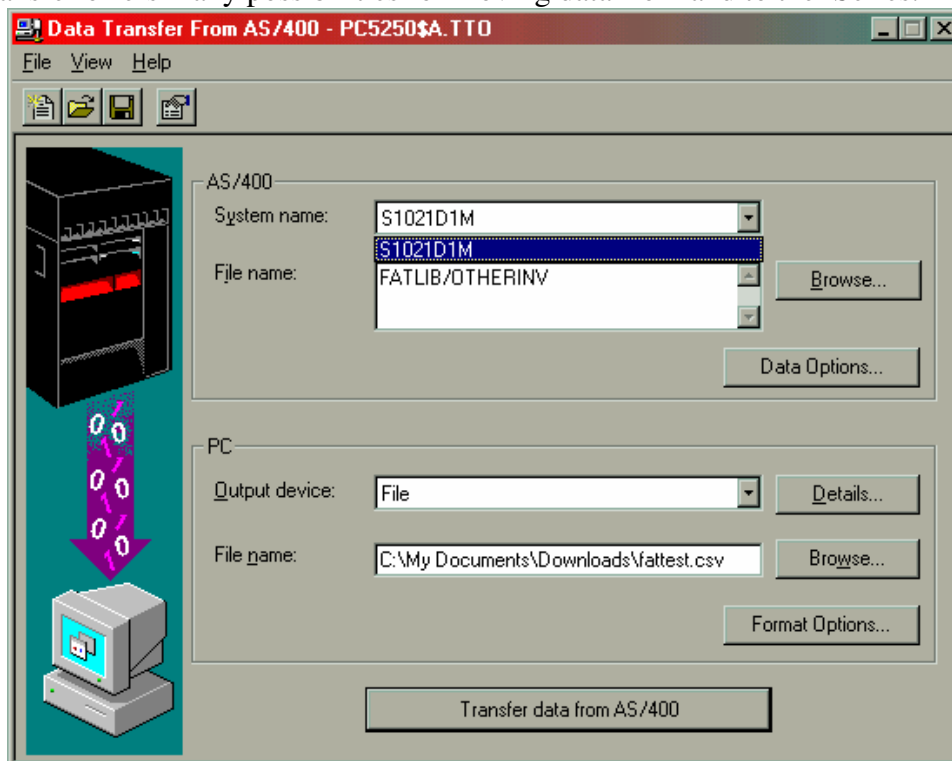 Data Transfer From AS/400 - PC5250$A.TTO
File View Help
AS/400
System name:
S1021D1M
S1021D1M
File name:
FATLIB/OTHERINV
Browse...
Data Options...
PC
Output device:
File
Details...
File name:
C:\My Documents\Downloads\fattest.csv
Browse...
Format Options...
Transfer data from AS/400